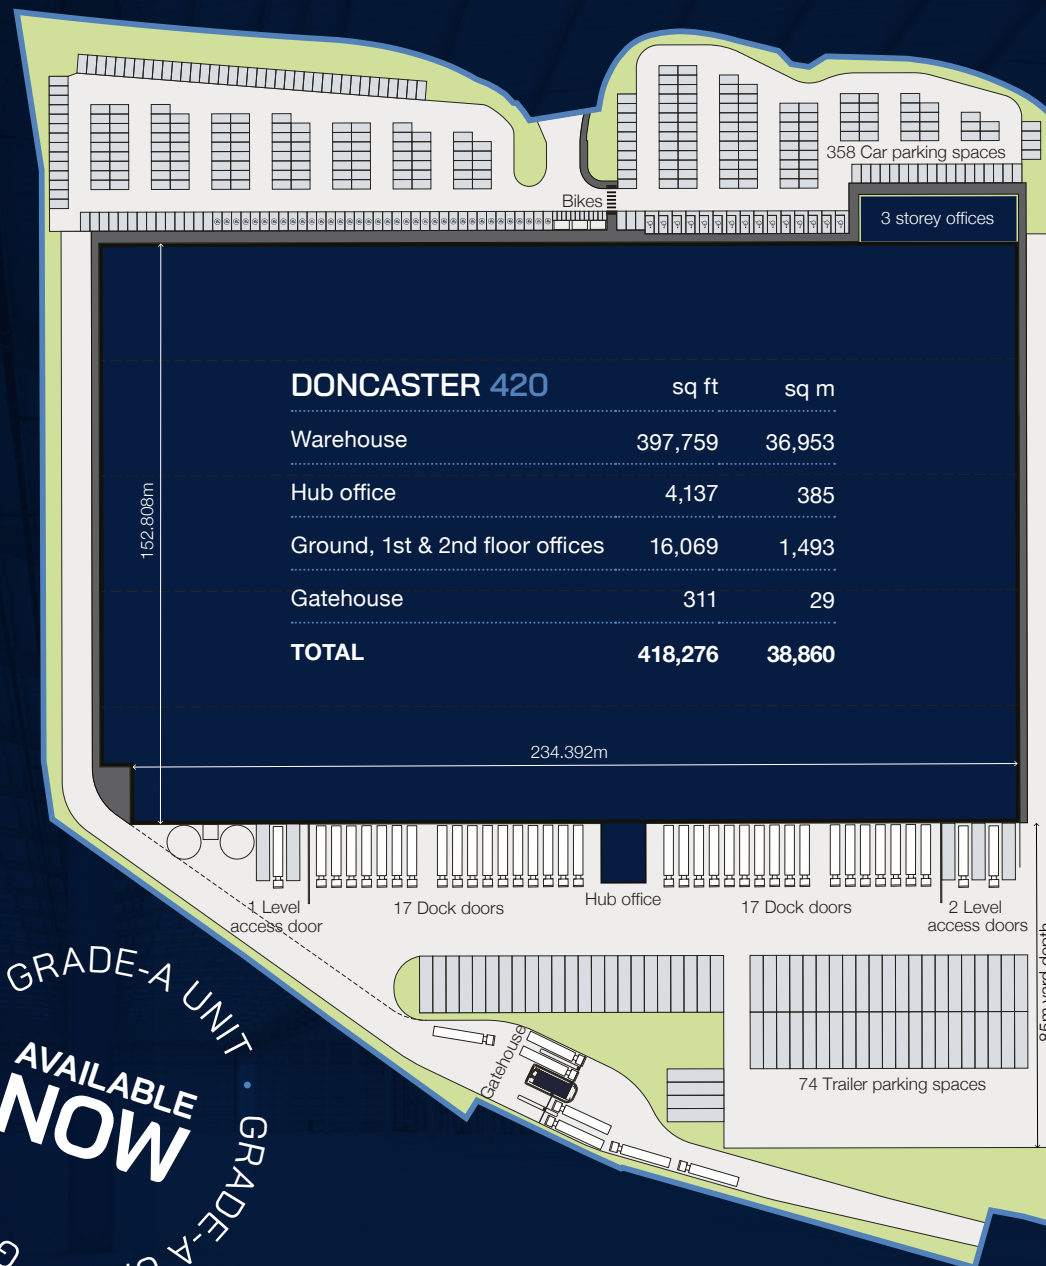 358 Car parking spaces
Bikes
3 storey offices
DONCASTER 420 sq ft sq m
Warehouse 397,759 36,953
Hub office 4,137 385
Ground, 1st & 2nd floor offices 16,069 1,493
Gatehouse 311 29
TOTAL 418,276 38,860
152.808m
234.392m
1 Level
access door
17 Dock doors
Hub office
17 Dock doors
2 Level
access doors
85m yard depth
Gatehouse
74 Trailer parking spaces
GRADE-A UNIT • GRADE-A
AVAILABLE
NOW